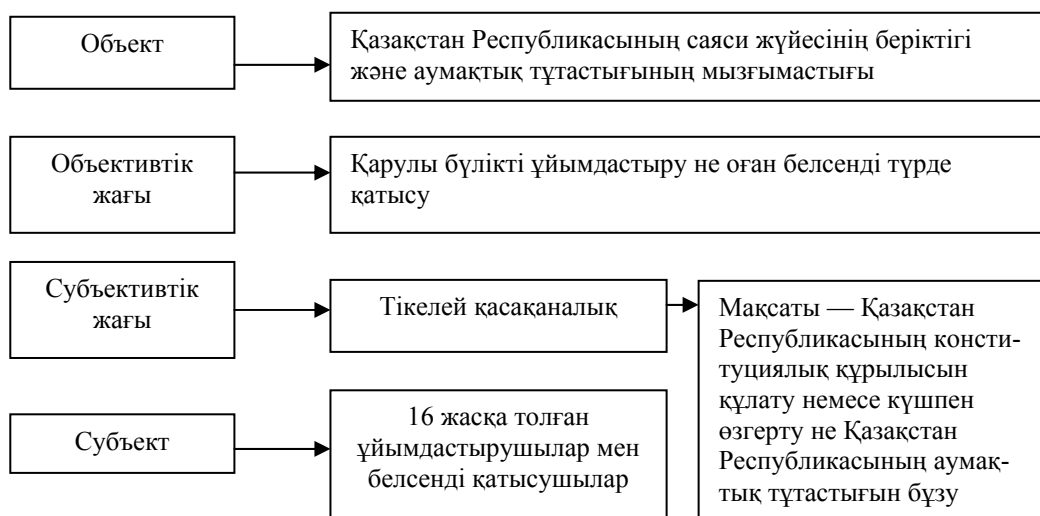 Объект
Қазақстан Республикасының саяси жүйесінің беріктігі
және аумақтық тұтастығының мызғымастығы
Объективтік
жағы
Қарулы бүлікті ұйымдастыру не оған белсенді түрде
қатысу
Субъективтік
жағы
Тікелей қасақаналық
Мақсаты — Қазақстан
Республикасының консти-
туциялық құрылысын
құлату немесе күшпен
өзгерту не Қазақстан
Республикасының аумақ-
тық тұтастығын бұзу
Субъект
16 жасқа толған
ұйымдастырушылар мен
белсенді қатысушылар